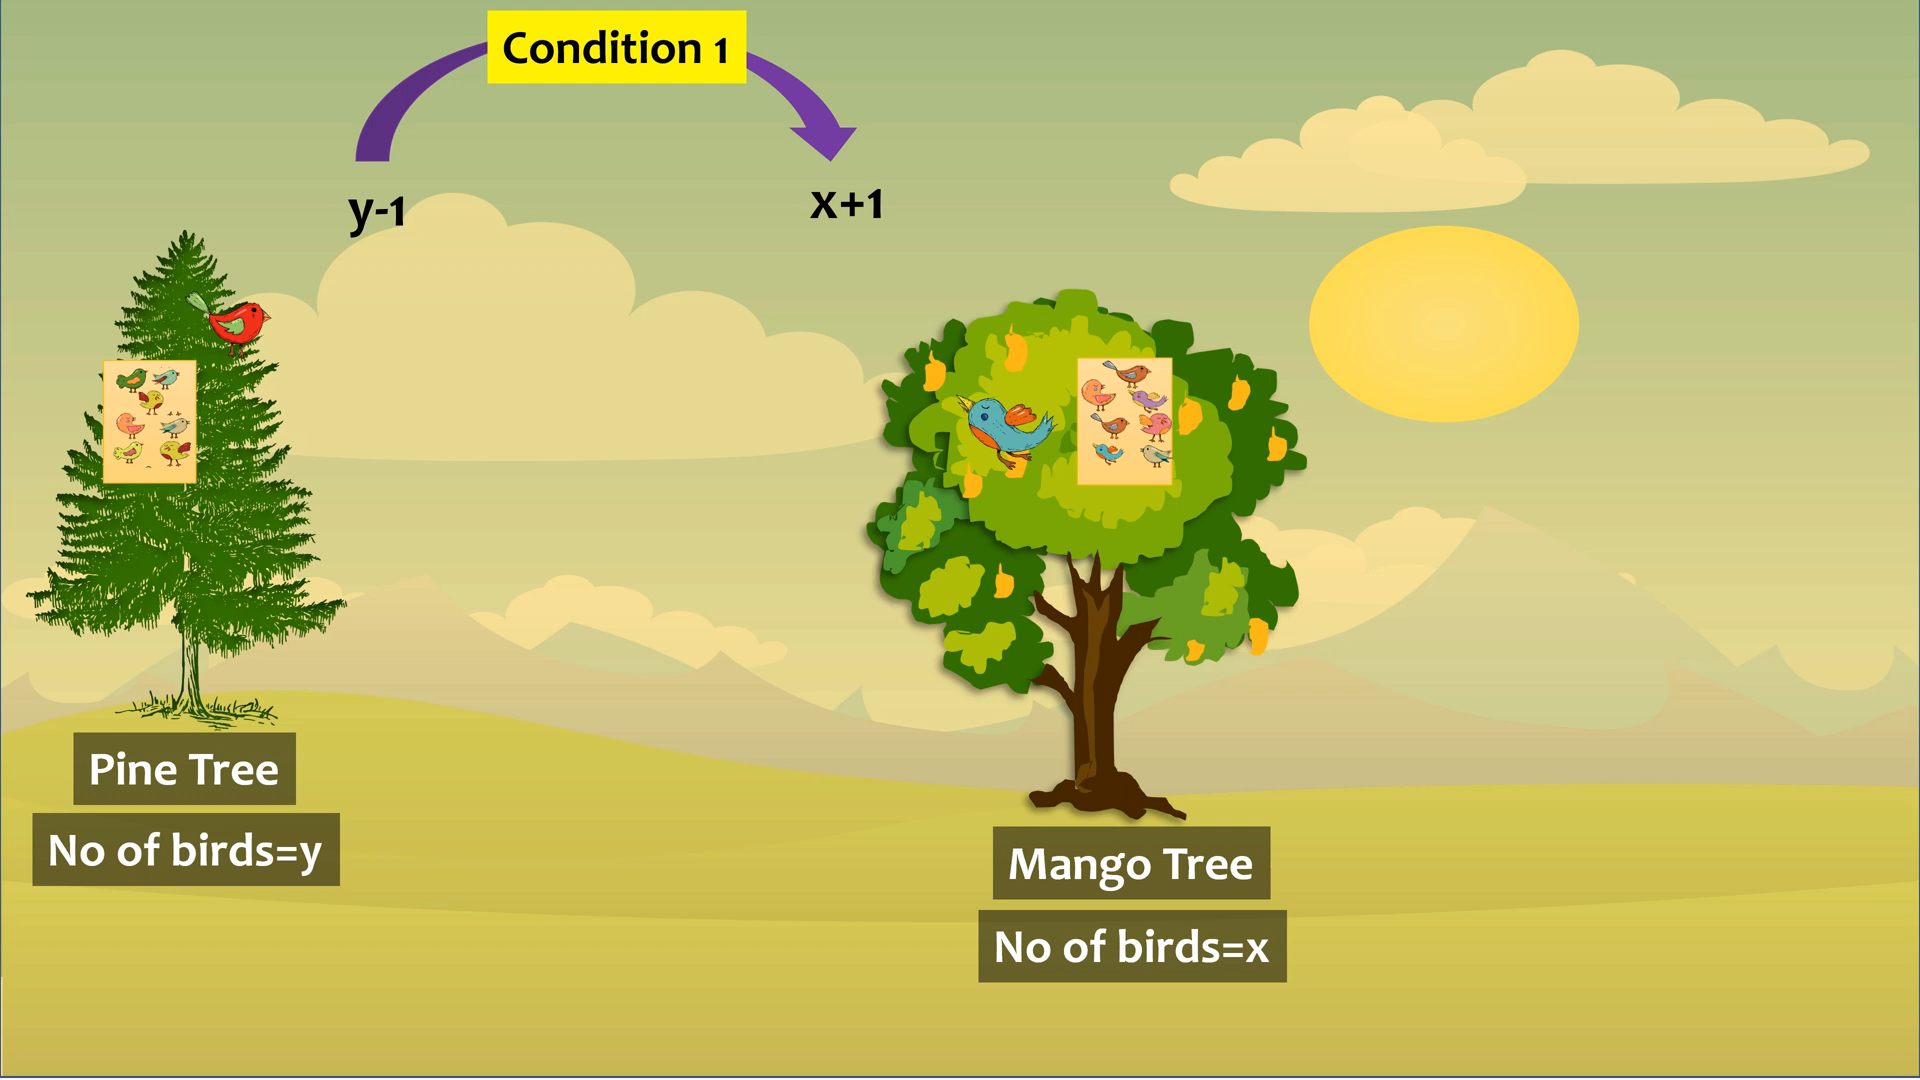 Condition 1
y-1
x+1
Pine Tree
No of birds=y
Mango Tree
No of birds=x